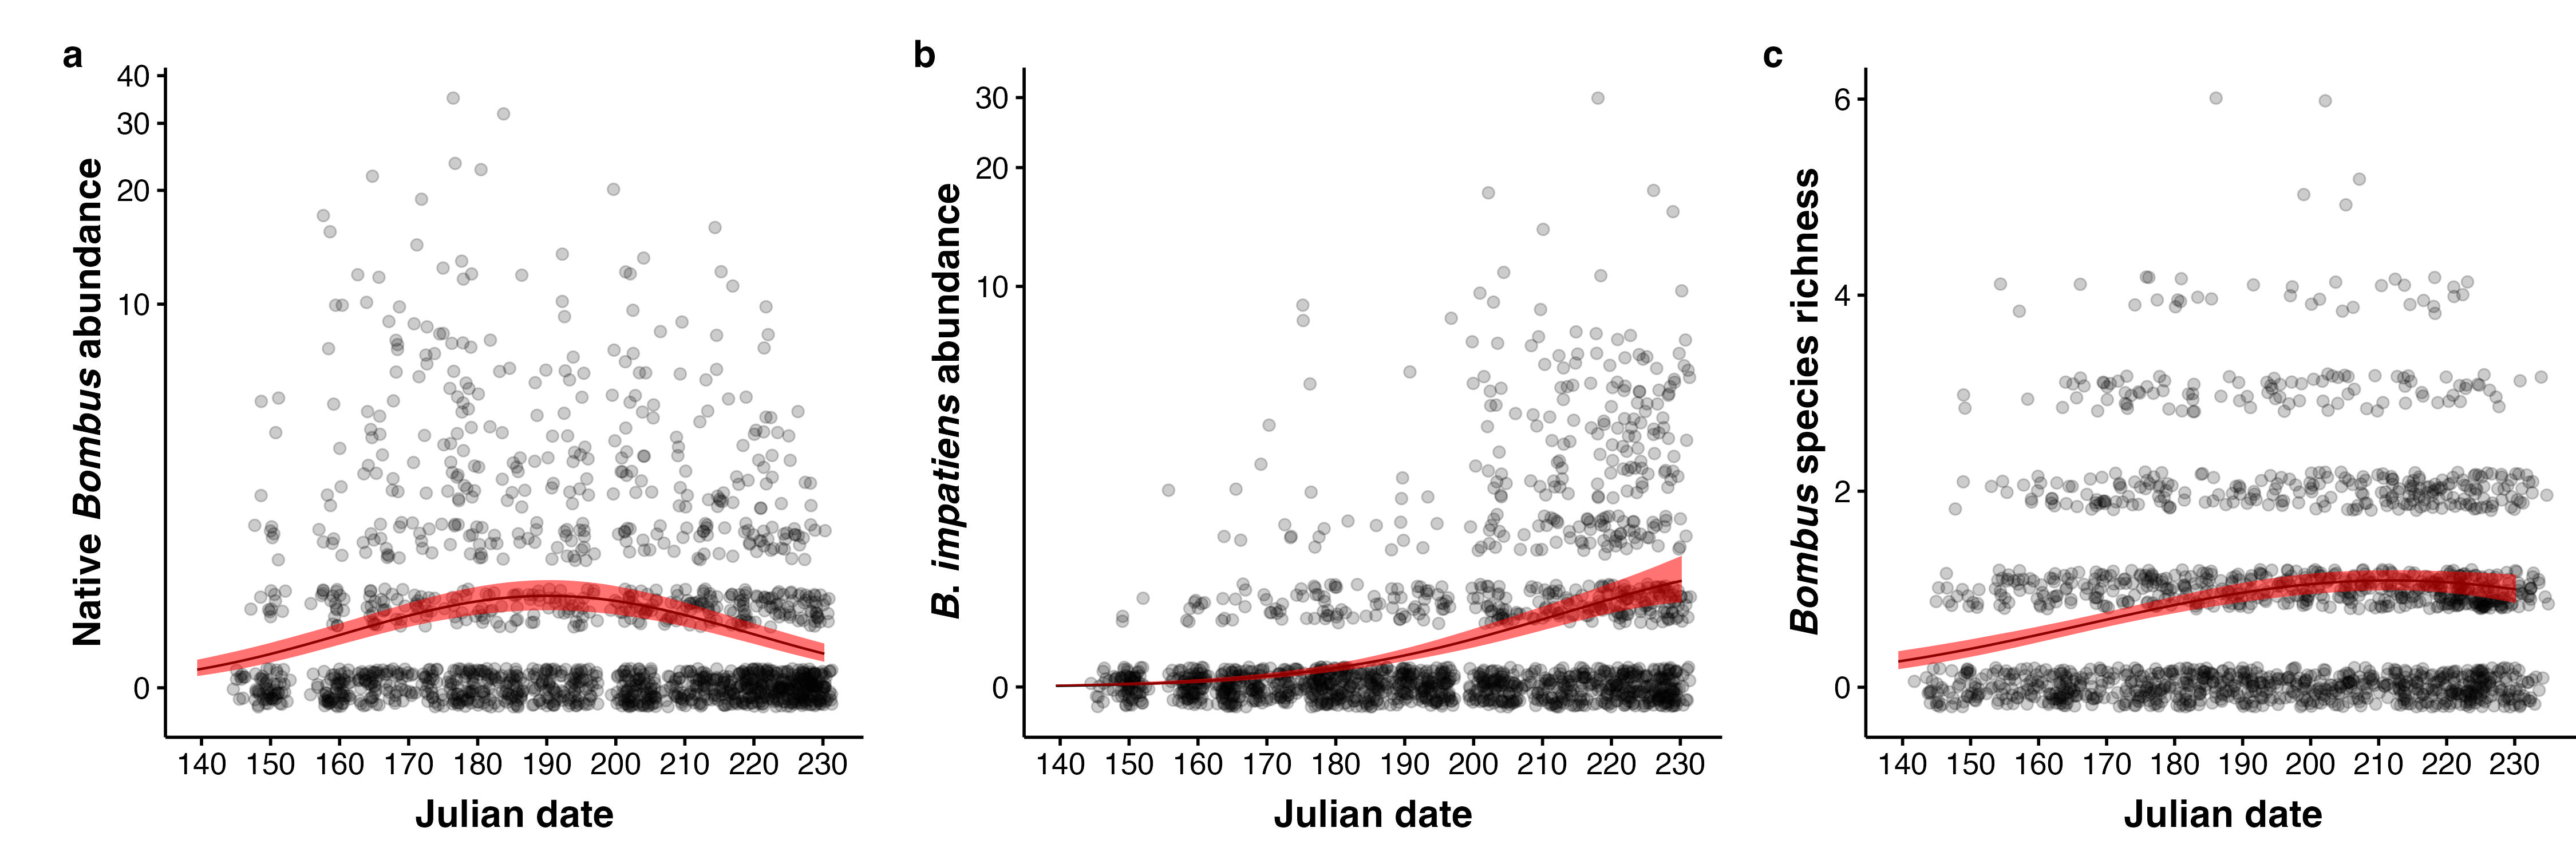 a
40
30
20
10
0
Native Bombus abundance
140 150 160 170 180 190 200 210 220 230
Julian date
b
30
20
10
0
B. impatiens abundance
140 150 160 170 180 190 200 210 220 230
Julian date
c
6
4
2
0
Bombus species richness
140 150 160 170 180 190 200 210 220 230
Julian date